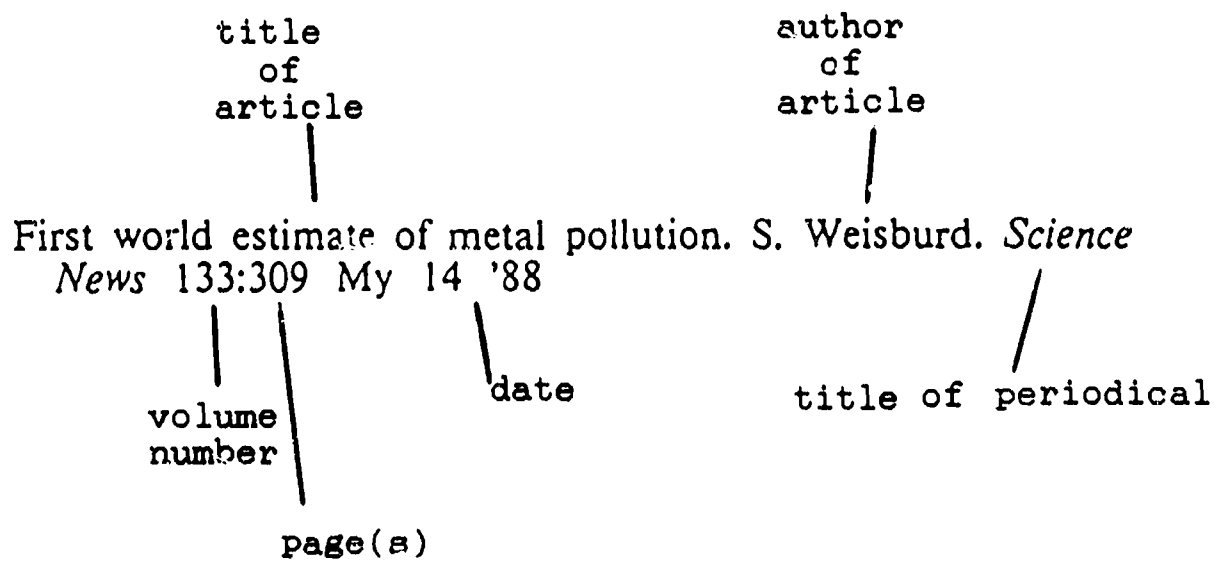 title
of
article
author
of
article
First world estimate of metal pollution. S. Weisburd. Science
News 133:309 My 14 '88
volume
number
date
title of periodical
page(s)